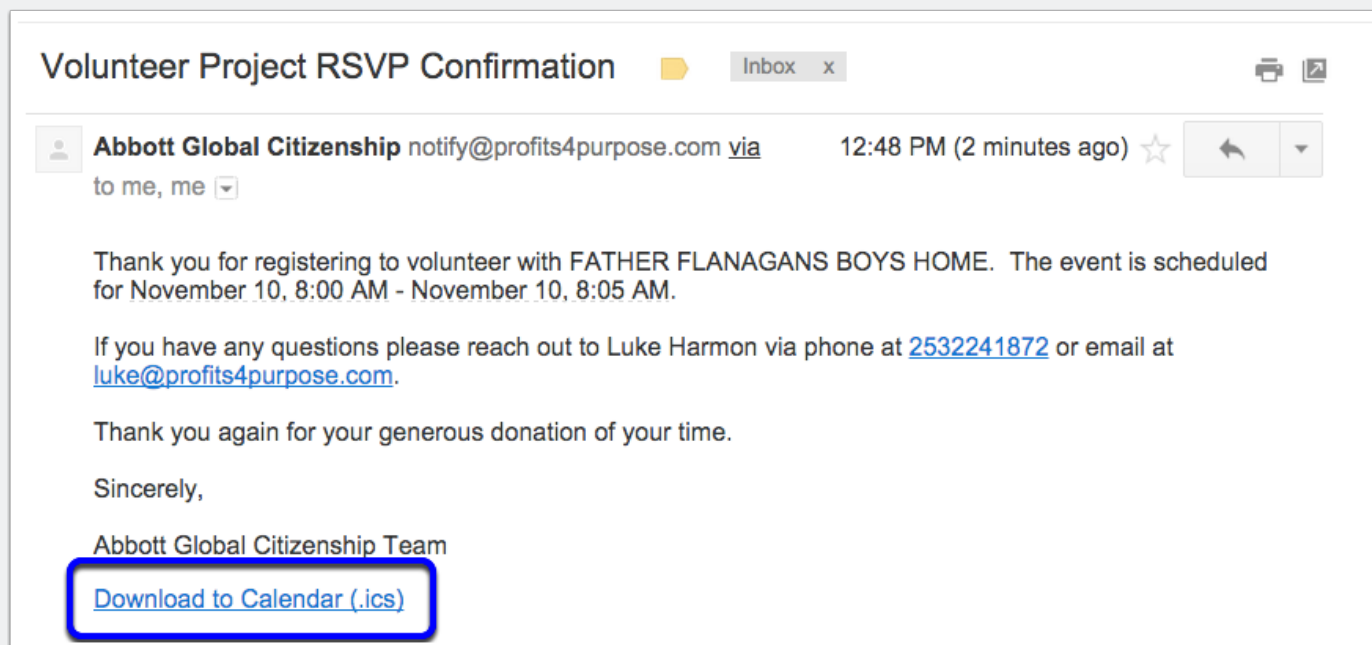 Volunteer Project RSVP Confirmation Inbox x
Abbott Global Citizenship notify@profits4purpose.com via 12:48 PM (2 minutes ago)
to me, me
Thank you for registering to volunteer with FATHER FLANAGANS BOYS HOME.  The event is scheduled
for November 10, 8:00 AM - November 10, 8:05 AM.
If you have any questions please reach out to Luke Harmon via phone at 2532241872 or email at
luke@profits4purpose.com.
Thank you again for your generous donation of your time.
Sincerely,
Abbott Global Citizenship Team
Download to Calendar (.ics)